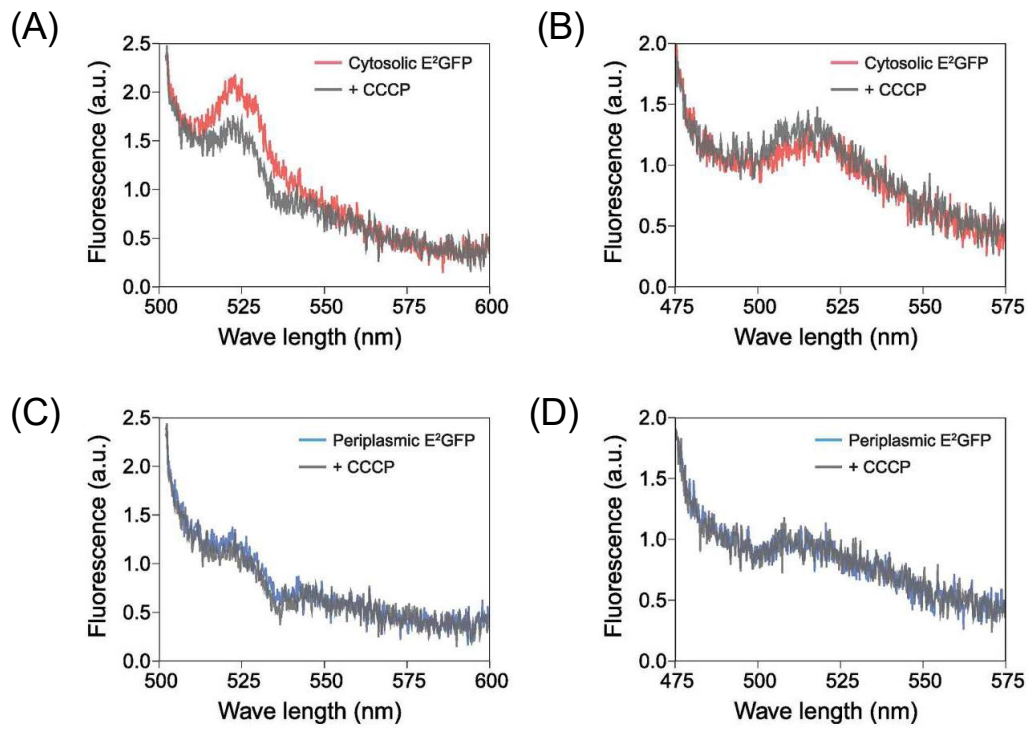 (A)
Fluorescence (a.u.)
2.5
2.0
1.5
1.0
0.5
0.0
Cytosolic E²GFP
+ CCCP
500 525 550 575 600
Wave length (nm)
(B)
Fluorescence (a.u.)
2.0
1.5
1.0
0.5
0.0
Cytosolic E²GFP
+ CCCP
475 500 525 550 575
Wave length (nm)
(C)
Fluorescence (a.u.)
2.5
2.0
1.5
1.0
0.5
0.0
Periplasmic E²GFP
+ CCCP
500 525 550 575 600
Wave length (nm)
(D)
Fluorescence (a.u.)
2.0
1.5
1.0
0.5
0.0
Periplasmic E²GFP
+ CCCP
475 500 525 550 575
Wave length (nm)